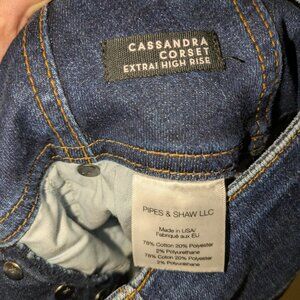 CASSANDRA
CORSET
EXTRA! HIGH RISE
PIPES & SHAW LLC
Made in USA/
Fabriqué aux EU
78% Cotton 20% Polyester
2% Polyurethane
78% Coton 20% Polyester
2% Polyuréthane